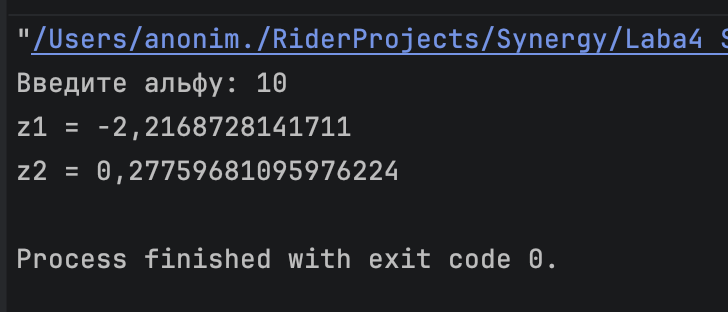 "/Users/anonim./RiderProjects/Synergy/Laba4
Введите альфу: 10
z1 = -2,2168728141711
z2 = 0,27759681095976224
Process finished with exit code 0.